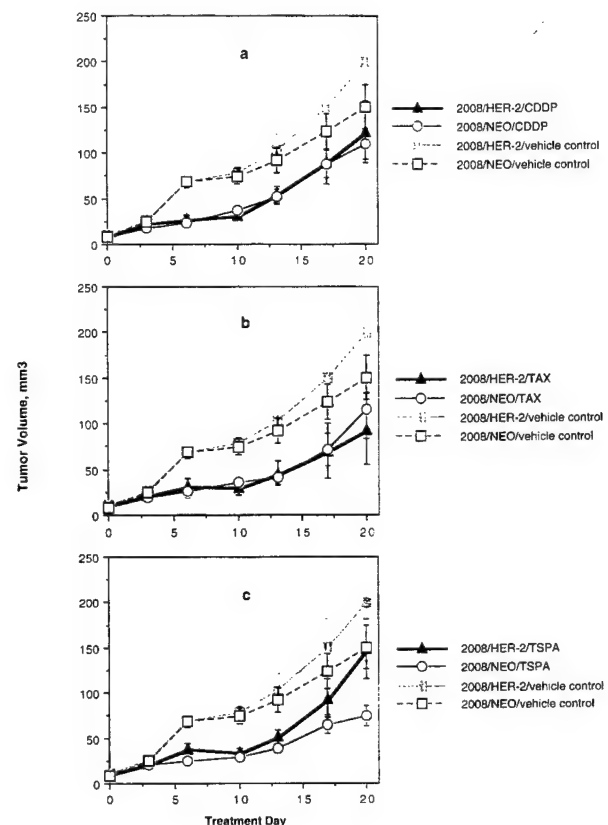 250
a
200
150
100
50
0
0 5 10 15 20
2008/HER-2/CDDP
2008/NEO/CDDP
2008/HER-2/vehicle control
2008/NEO/vehicle control
Tumor Volume, mm3
250
b
200
150
100
50
0
0 5 10 15 20
2008/HER-2/TAX
2008/NEO/TAX
2008/HER-2/vehicle control
2008/NEO/vehicle control
250
c
200
150
100
50
0
0 5 10 15 20
2008/HER-2/TSPA
2008/NEO/TSPA
2008/HER-2/vehicle control
2008/NEO/vehicle control
Treatment Day